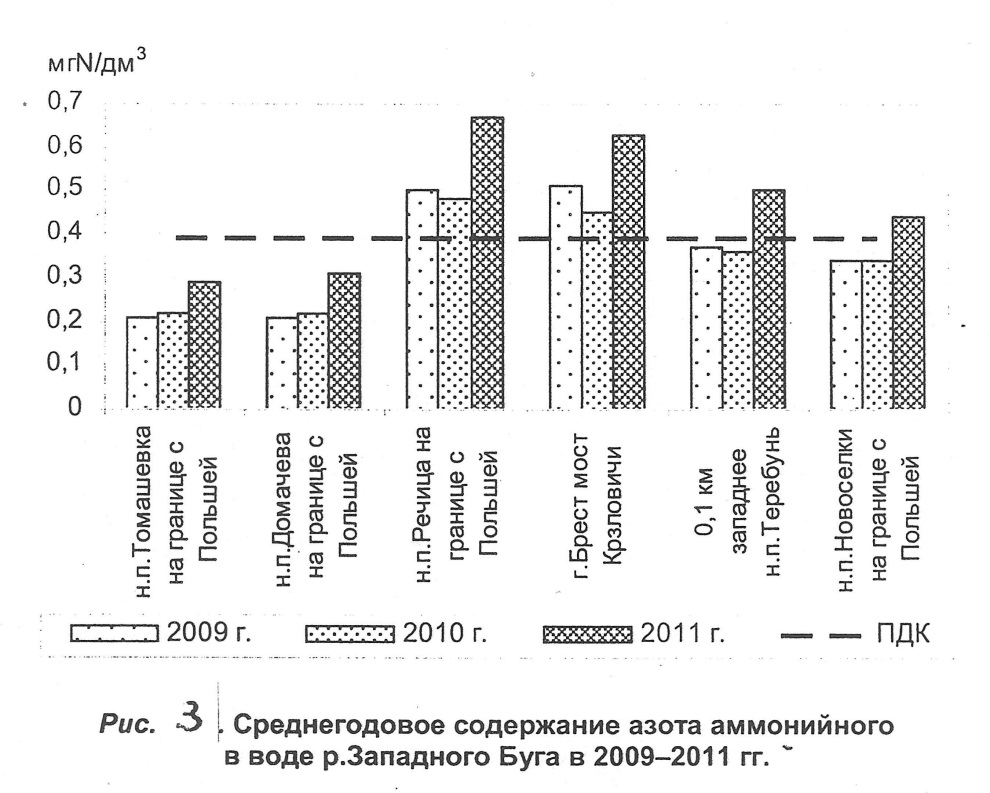 мгN/дм³
0,7
0,6
0,5
0,4
0,3
0,2
0,1
0
н.п.Томашевка
на границе с
Польшей
н.п.Домачева
на границе с
Польшей
н.п.Речица на
границе с
Польшей
г.Брест мост
Крзловичи
0,1 км
западнее
н.п.Теребунь
н.п.Новоселки
на границе с
Польшей
2009 г. 2010 г. 2011 г. ПДК
Рис. 3. Среднегодовое содержание азота аммонийного
в воде р.Западного Буга в 2009–2011 гг.